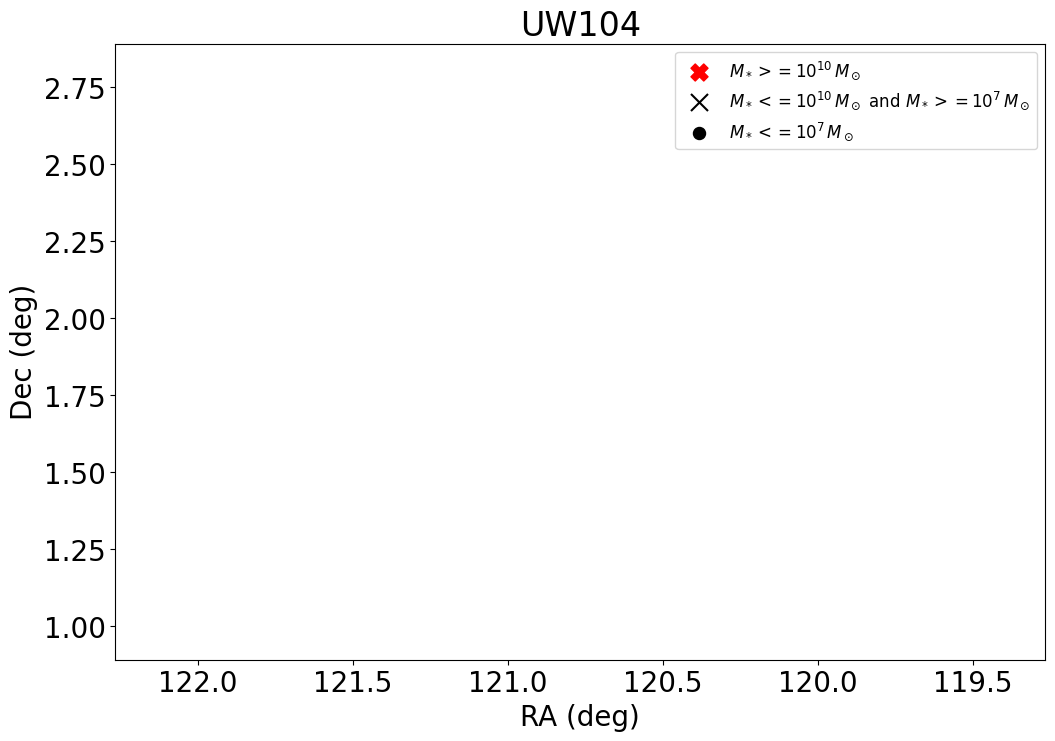 UW104
M* >= 10^10 M⊙
M* <= 10^10 M⊙ and M* >= 10^7 M⊙
M* <= 10^7 M⊙
2.75
2.50
2.25
2.00
1.75
1.50
1.25
1.00
Dec (deg)
122.0 121.5 121.0 120.5 120.0 119.5
RA (deg)